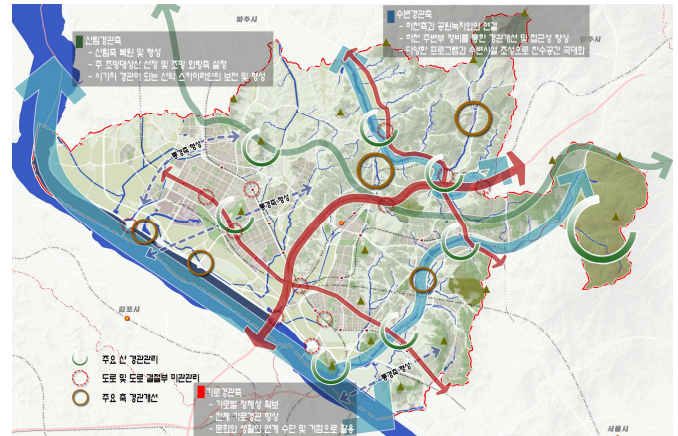 파주시
산림경관축
- 산림축 복원 및 형성
- 주 조망대상산 선정 및 조망 회랑축 설정
- 시가지 경관이 되는 산악 스카이라인의 보전 및 형성
수변경관축
- 하천축과 공원녹지와의 연결
- 하천 주변부 정비를 통한 경관개선 및 접근성 향상
- 다양한 프로그램과 수변시설 조성으로 친수공간 극대화
양주시
통경축 형성
통경축 형성
통경축 형성
김포시
주요 산 경관관리
도로 및 도로 결절부 미관관리
주요 축 경관개선
가로경관축
- 가로별 정체성 확보
- 전체 가로경관 향상
- 문화와 생활의 연계 수단 및 거점으로 활용
서울시